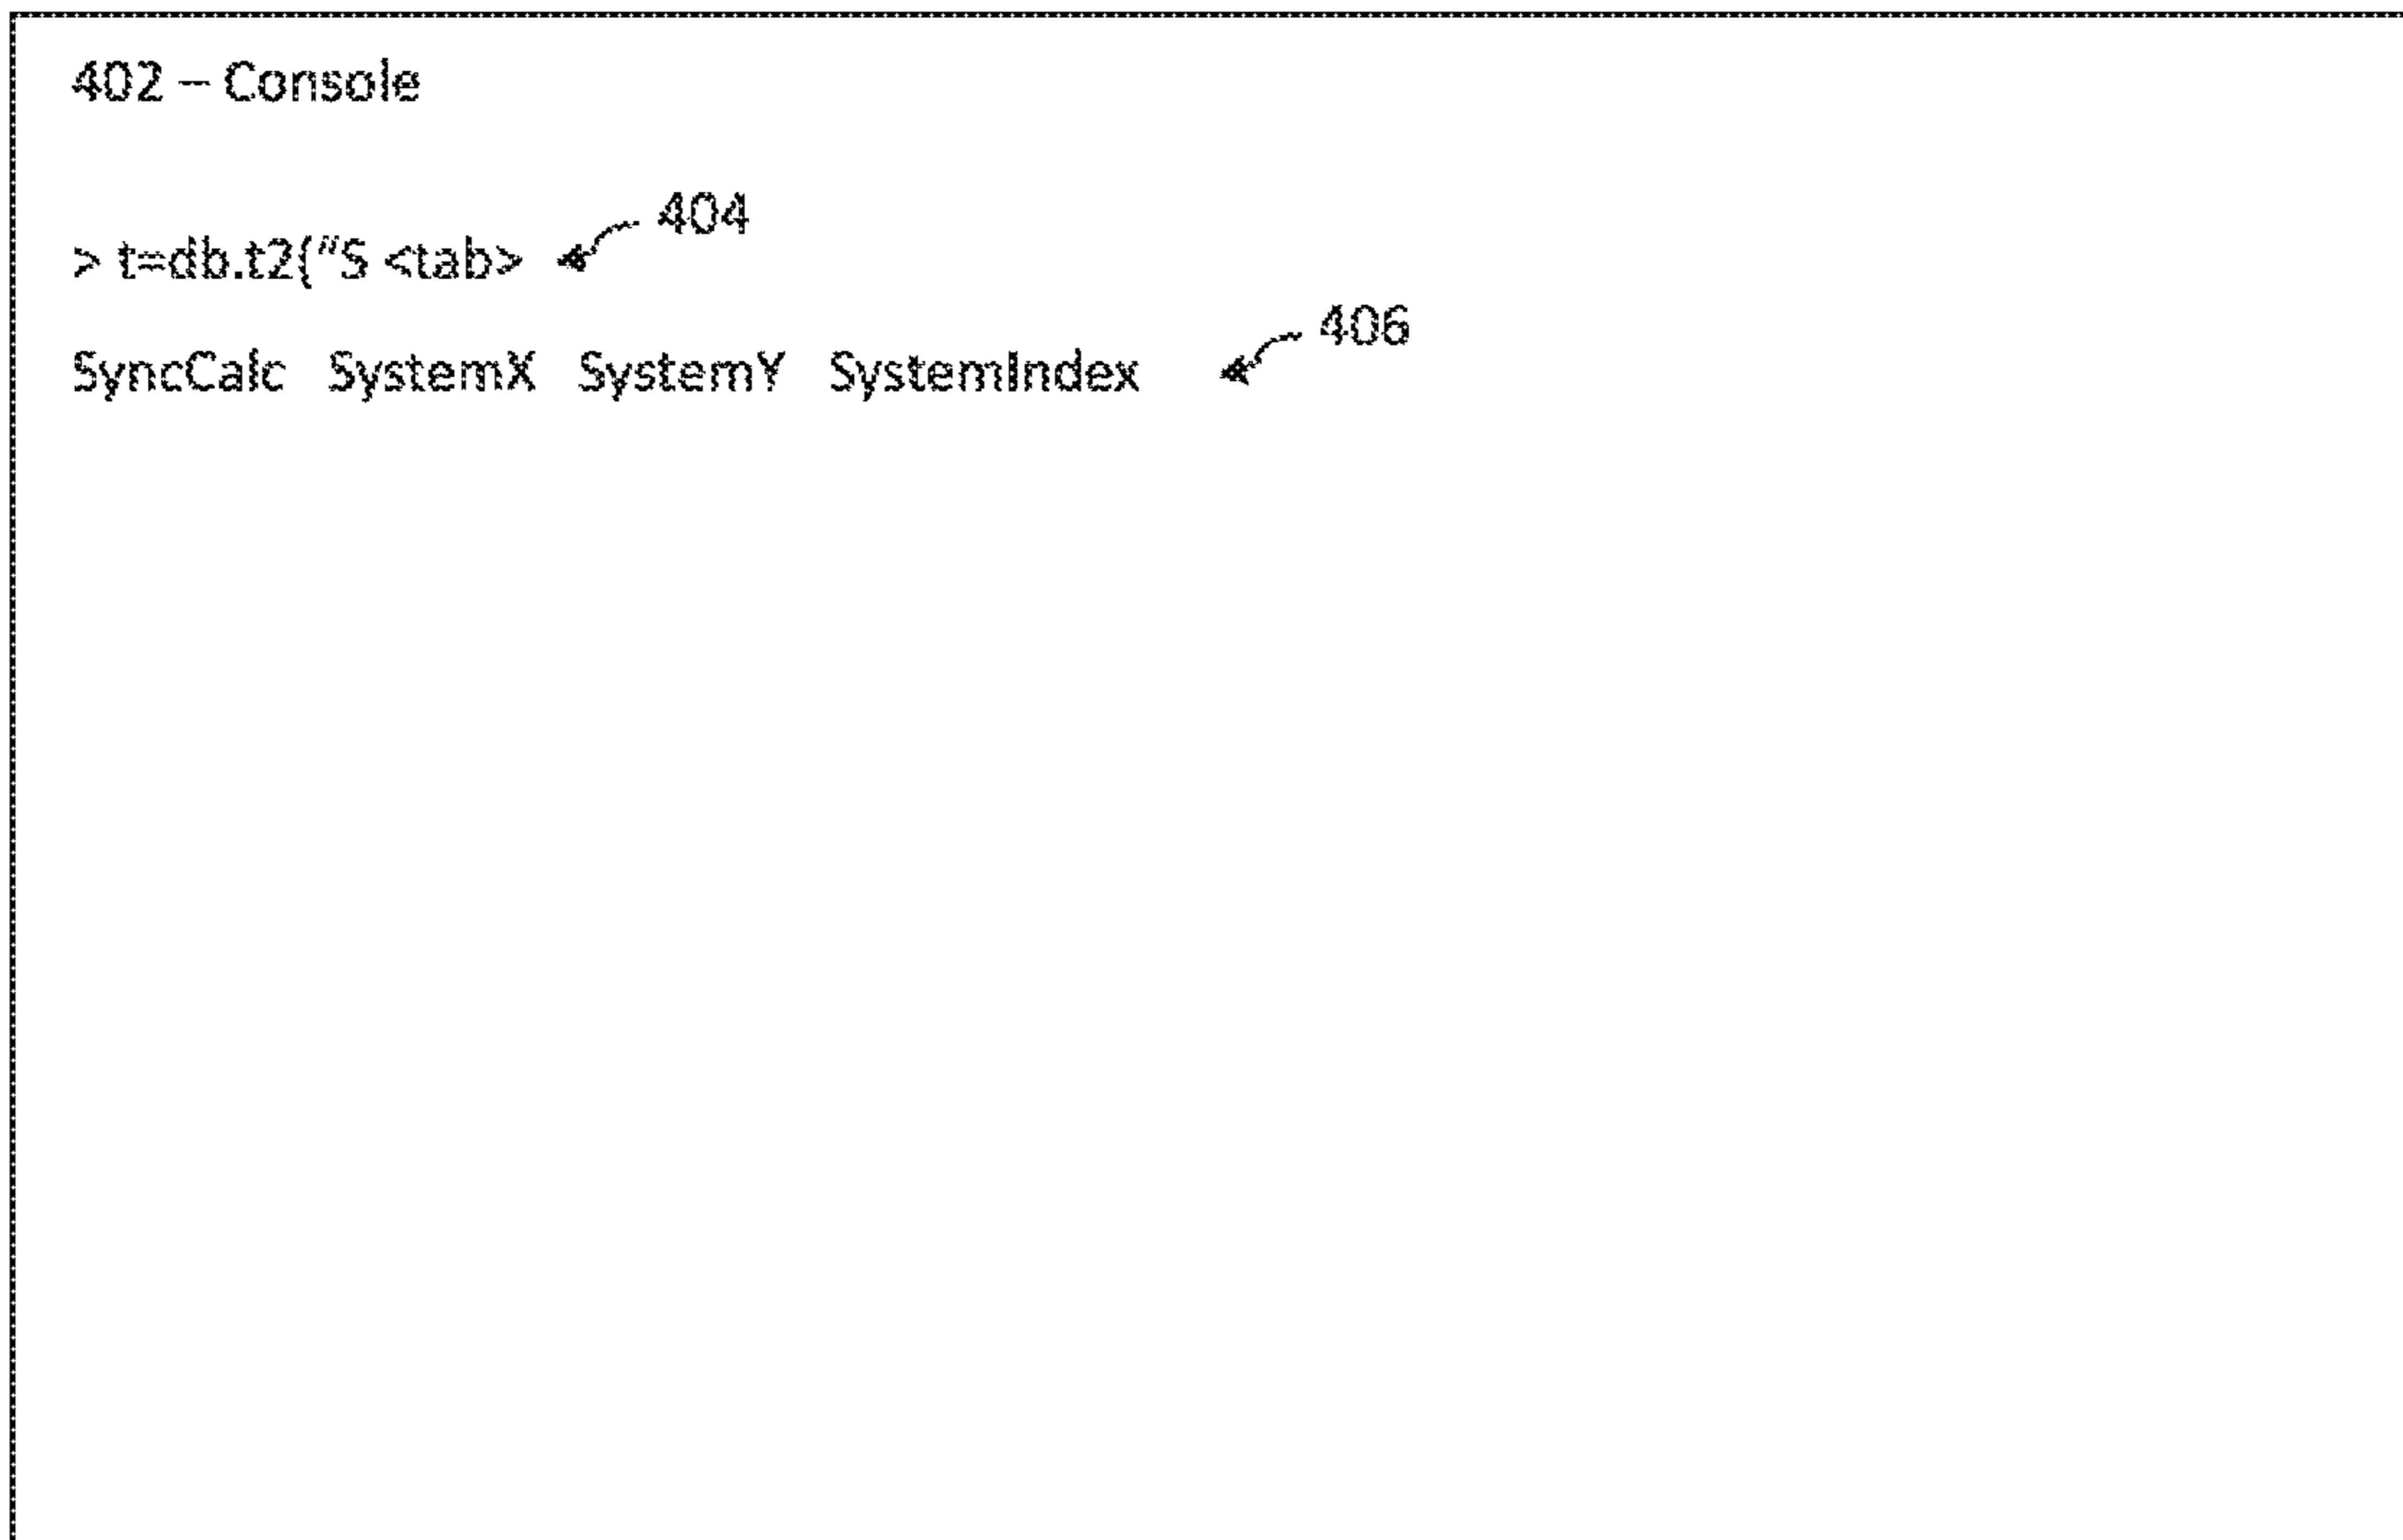 402 – Console
404
> t=db.t2("S <tab>
406
SyncCalc SystemX SystemY SystemIndex